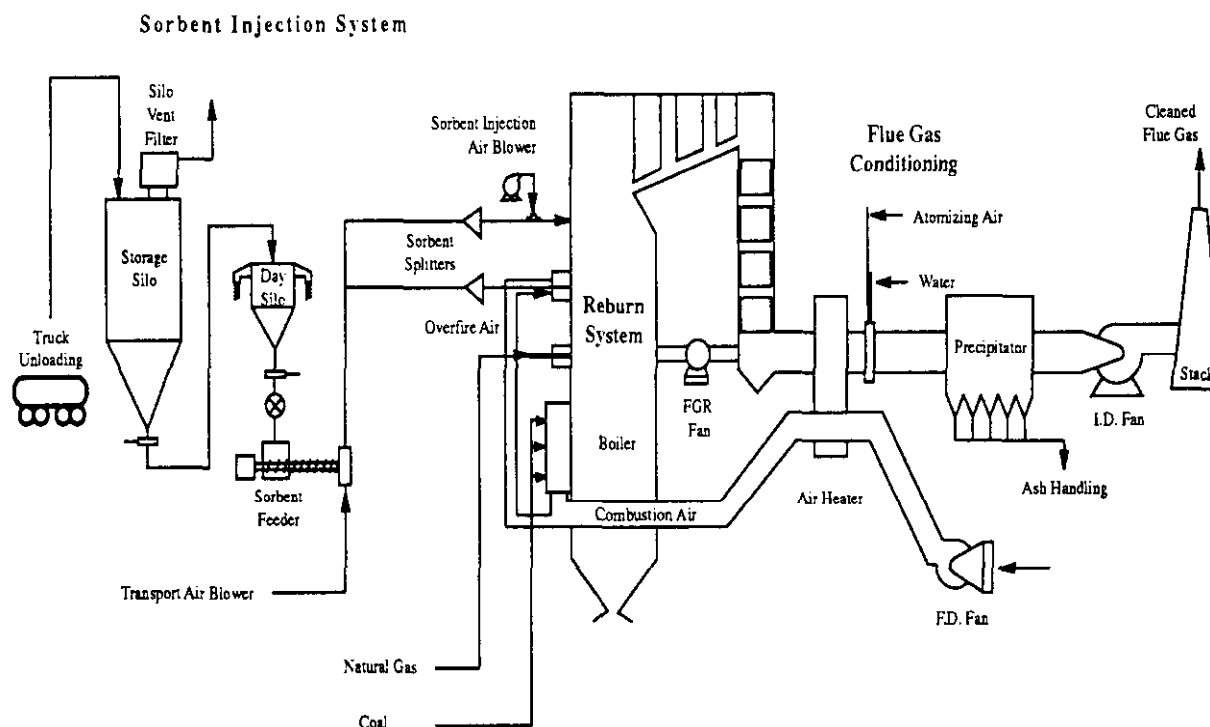 Sorbent Injection System
Silo
Vent
Filter
Sorbent Injection
Air Blower
Flue Gas
Conditioning
Cleaned
Flue Gas
Atomizing Air
Storage
Silo
Day
Silo
Sorbent
Splitters
Water
Overfire Air
Reburn
System
Truck
Unloading
Precipitator
Stack
FGR
Fan
I.D. Fan
Boiler
Sorbent
Feeder
Air Heater
Ash Handling
Combustion Air
Transport Air Blower
F.D. Fan
Natural Gas
Coal